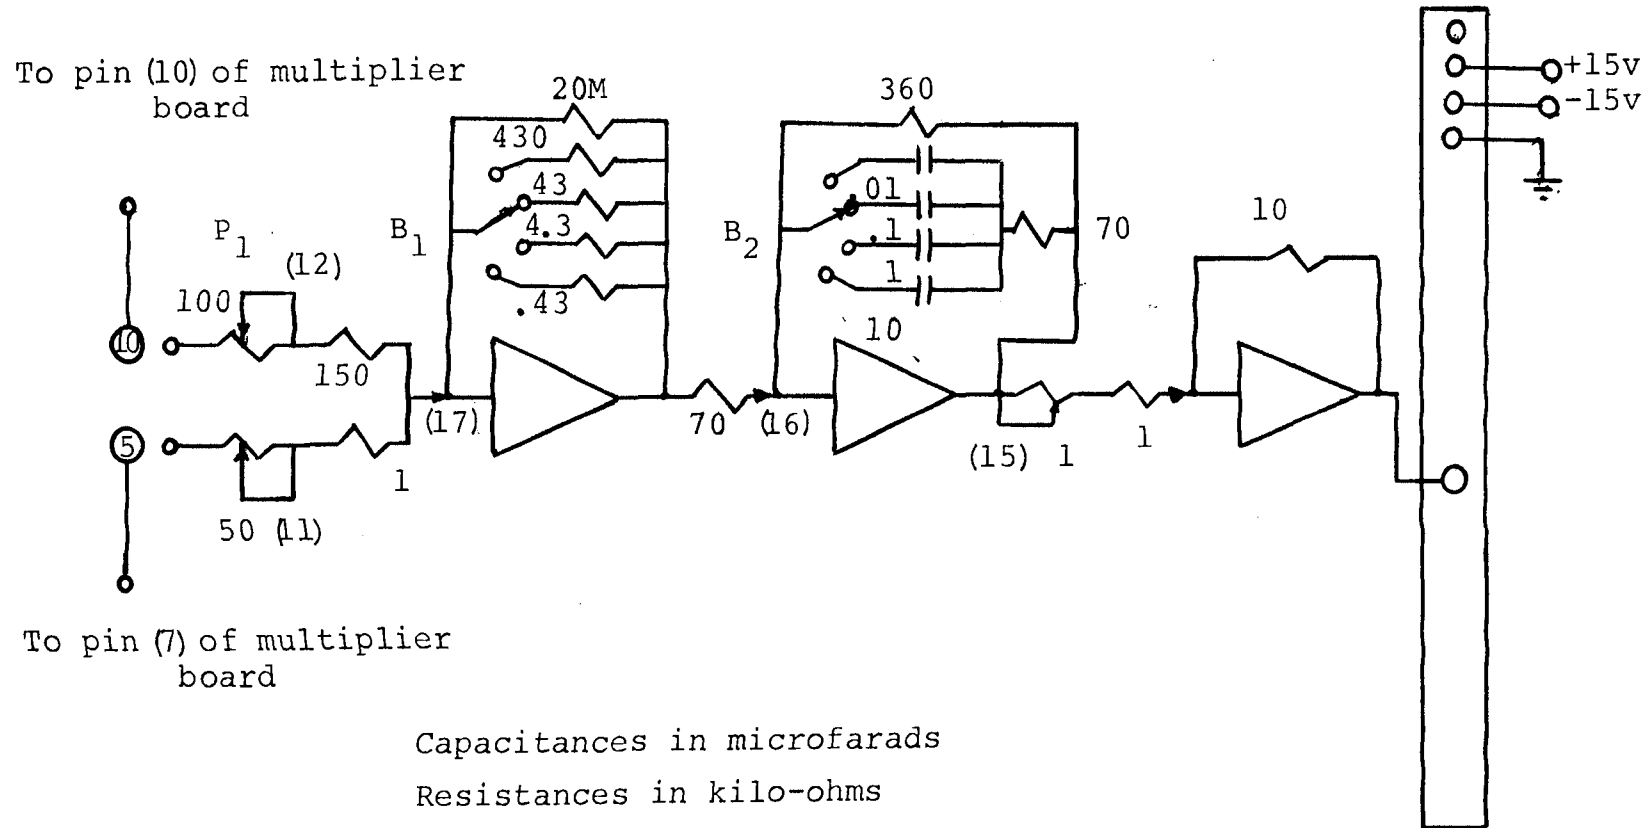 To pin (10) of multiplier
board
20M
360
+15v
-15v
430
43
4.3
.43
B1
.01
.1
1
10
B2
70
10
P1
(12)
100
10
150
(17)
70
(16)
(15)
1
1
5
1
50
(11)
To pin (7) of multiplier
board
Capacitances in microfarads
Resistances in kilo-ohms